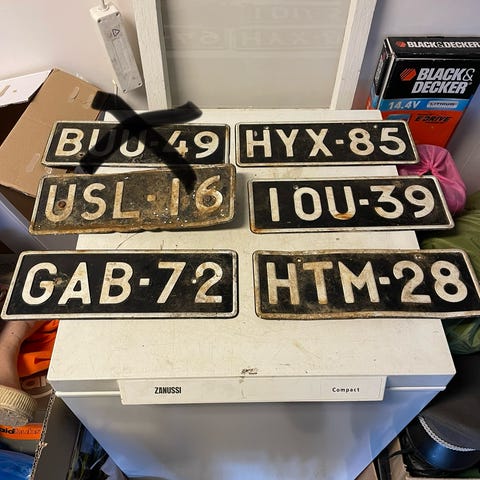 BUU-49
HYX-85
USL-16
IOU-39
GAB-72
HTM-28
BLACK&DECKER
BLACK&
DECKER
14.4V
ZANUSSI
Compact